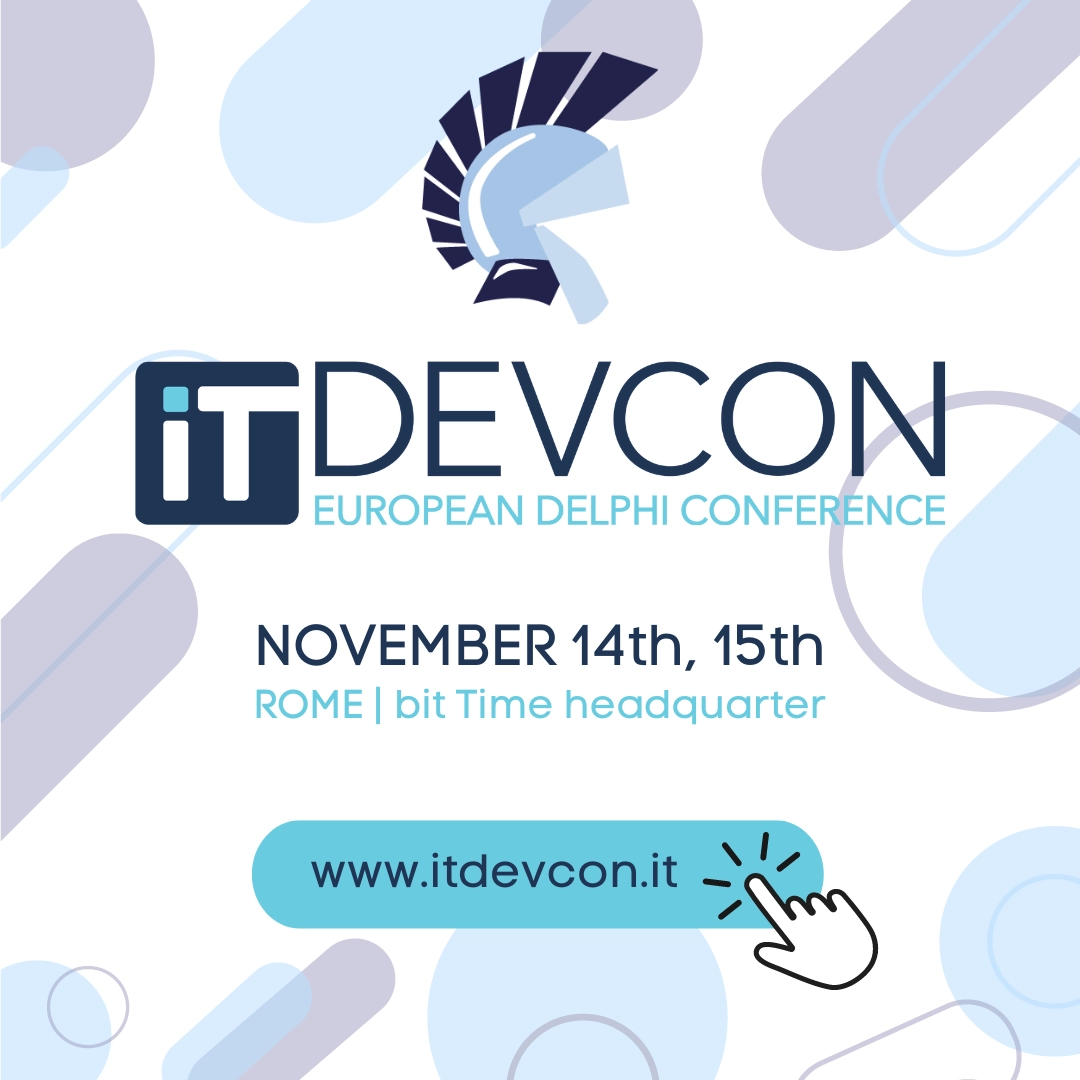 iT DEVCON
EUROPEAN DELPHI CONFERENCE
NOVEMBER 14th, 15th
ROME | bit Time headquarter
www.itdevcon.it